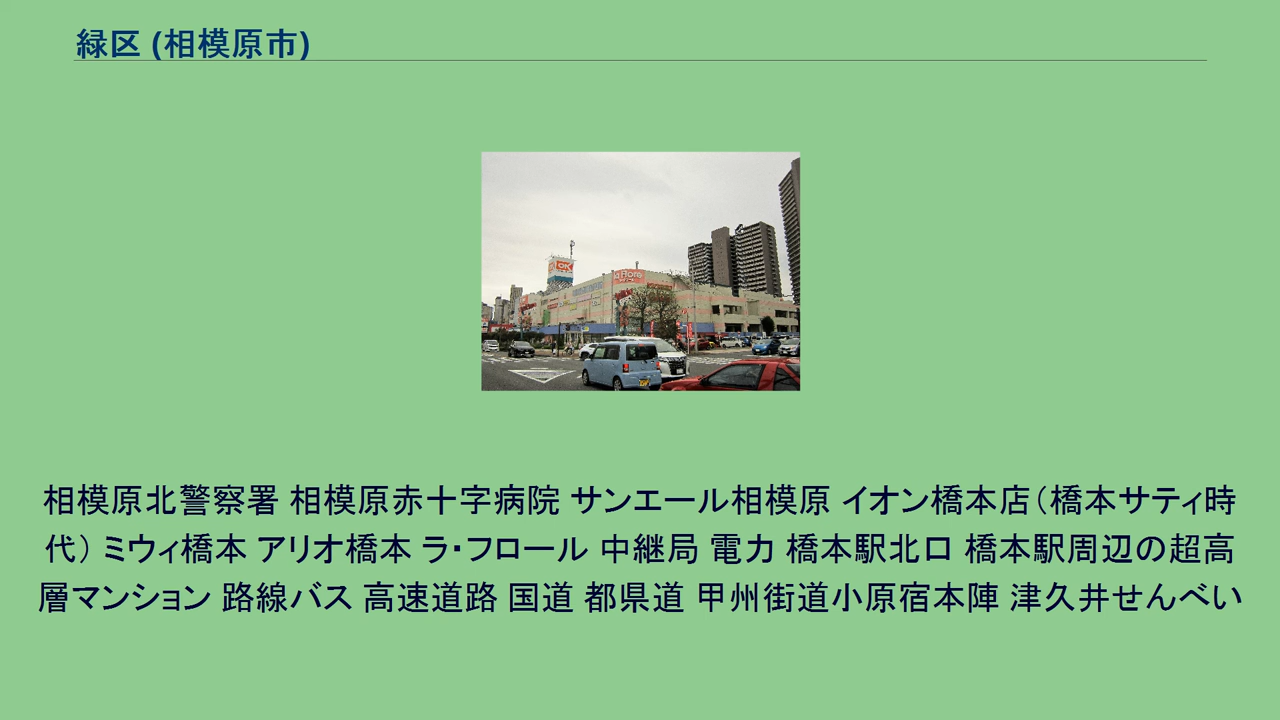 緑区 (相模原市)
OK
a Flore
相模原北警察署 相模原赤十字病院 サンエール相模原 イオン橋本店（橋本サティ時
代） ミウィ橋本 アリオ橋本 ラ・フロール 中継局 電力 橋本駅北口 橋本駅周辺の超高
層マンション 路線バス 高速道路 国道 都県道 甲州街道小原宿本陣 津久井せんべい